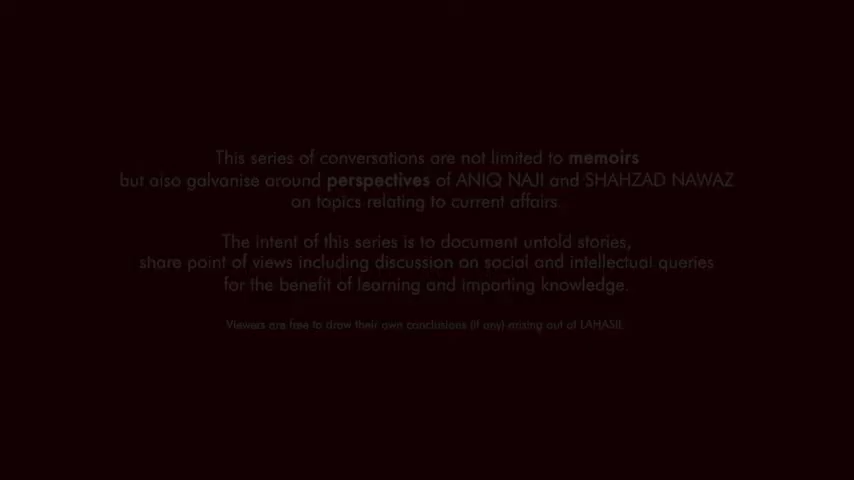 This series of conversations are not limited to memoirs
but also galvanise around perspectives of ANIQ NAJI and SHAHZAD NAWAZ
on topics relating to current affairs.
The intent of this series is to document untold stories,
share point of views including discussion on social and intellectual queries
for the benefit of learning and imparting knowledge.
Viewers are free to draw their own conclusions (if any) arising out of LAHASIL